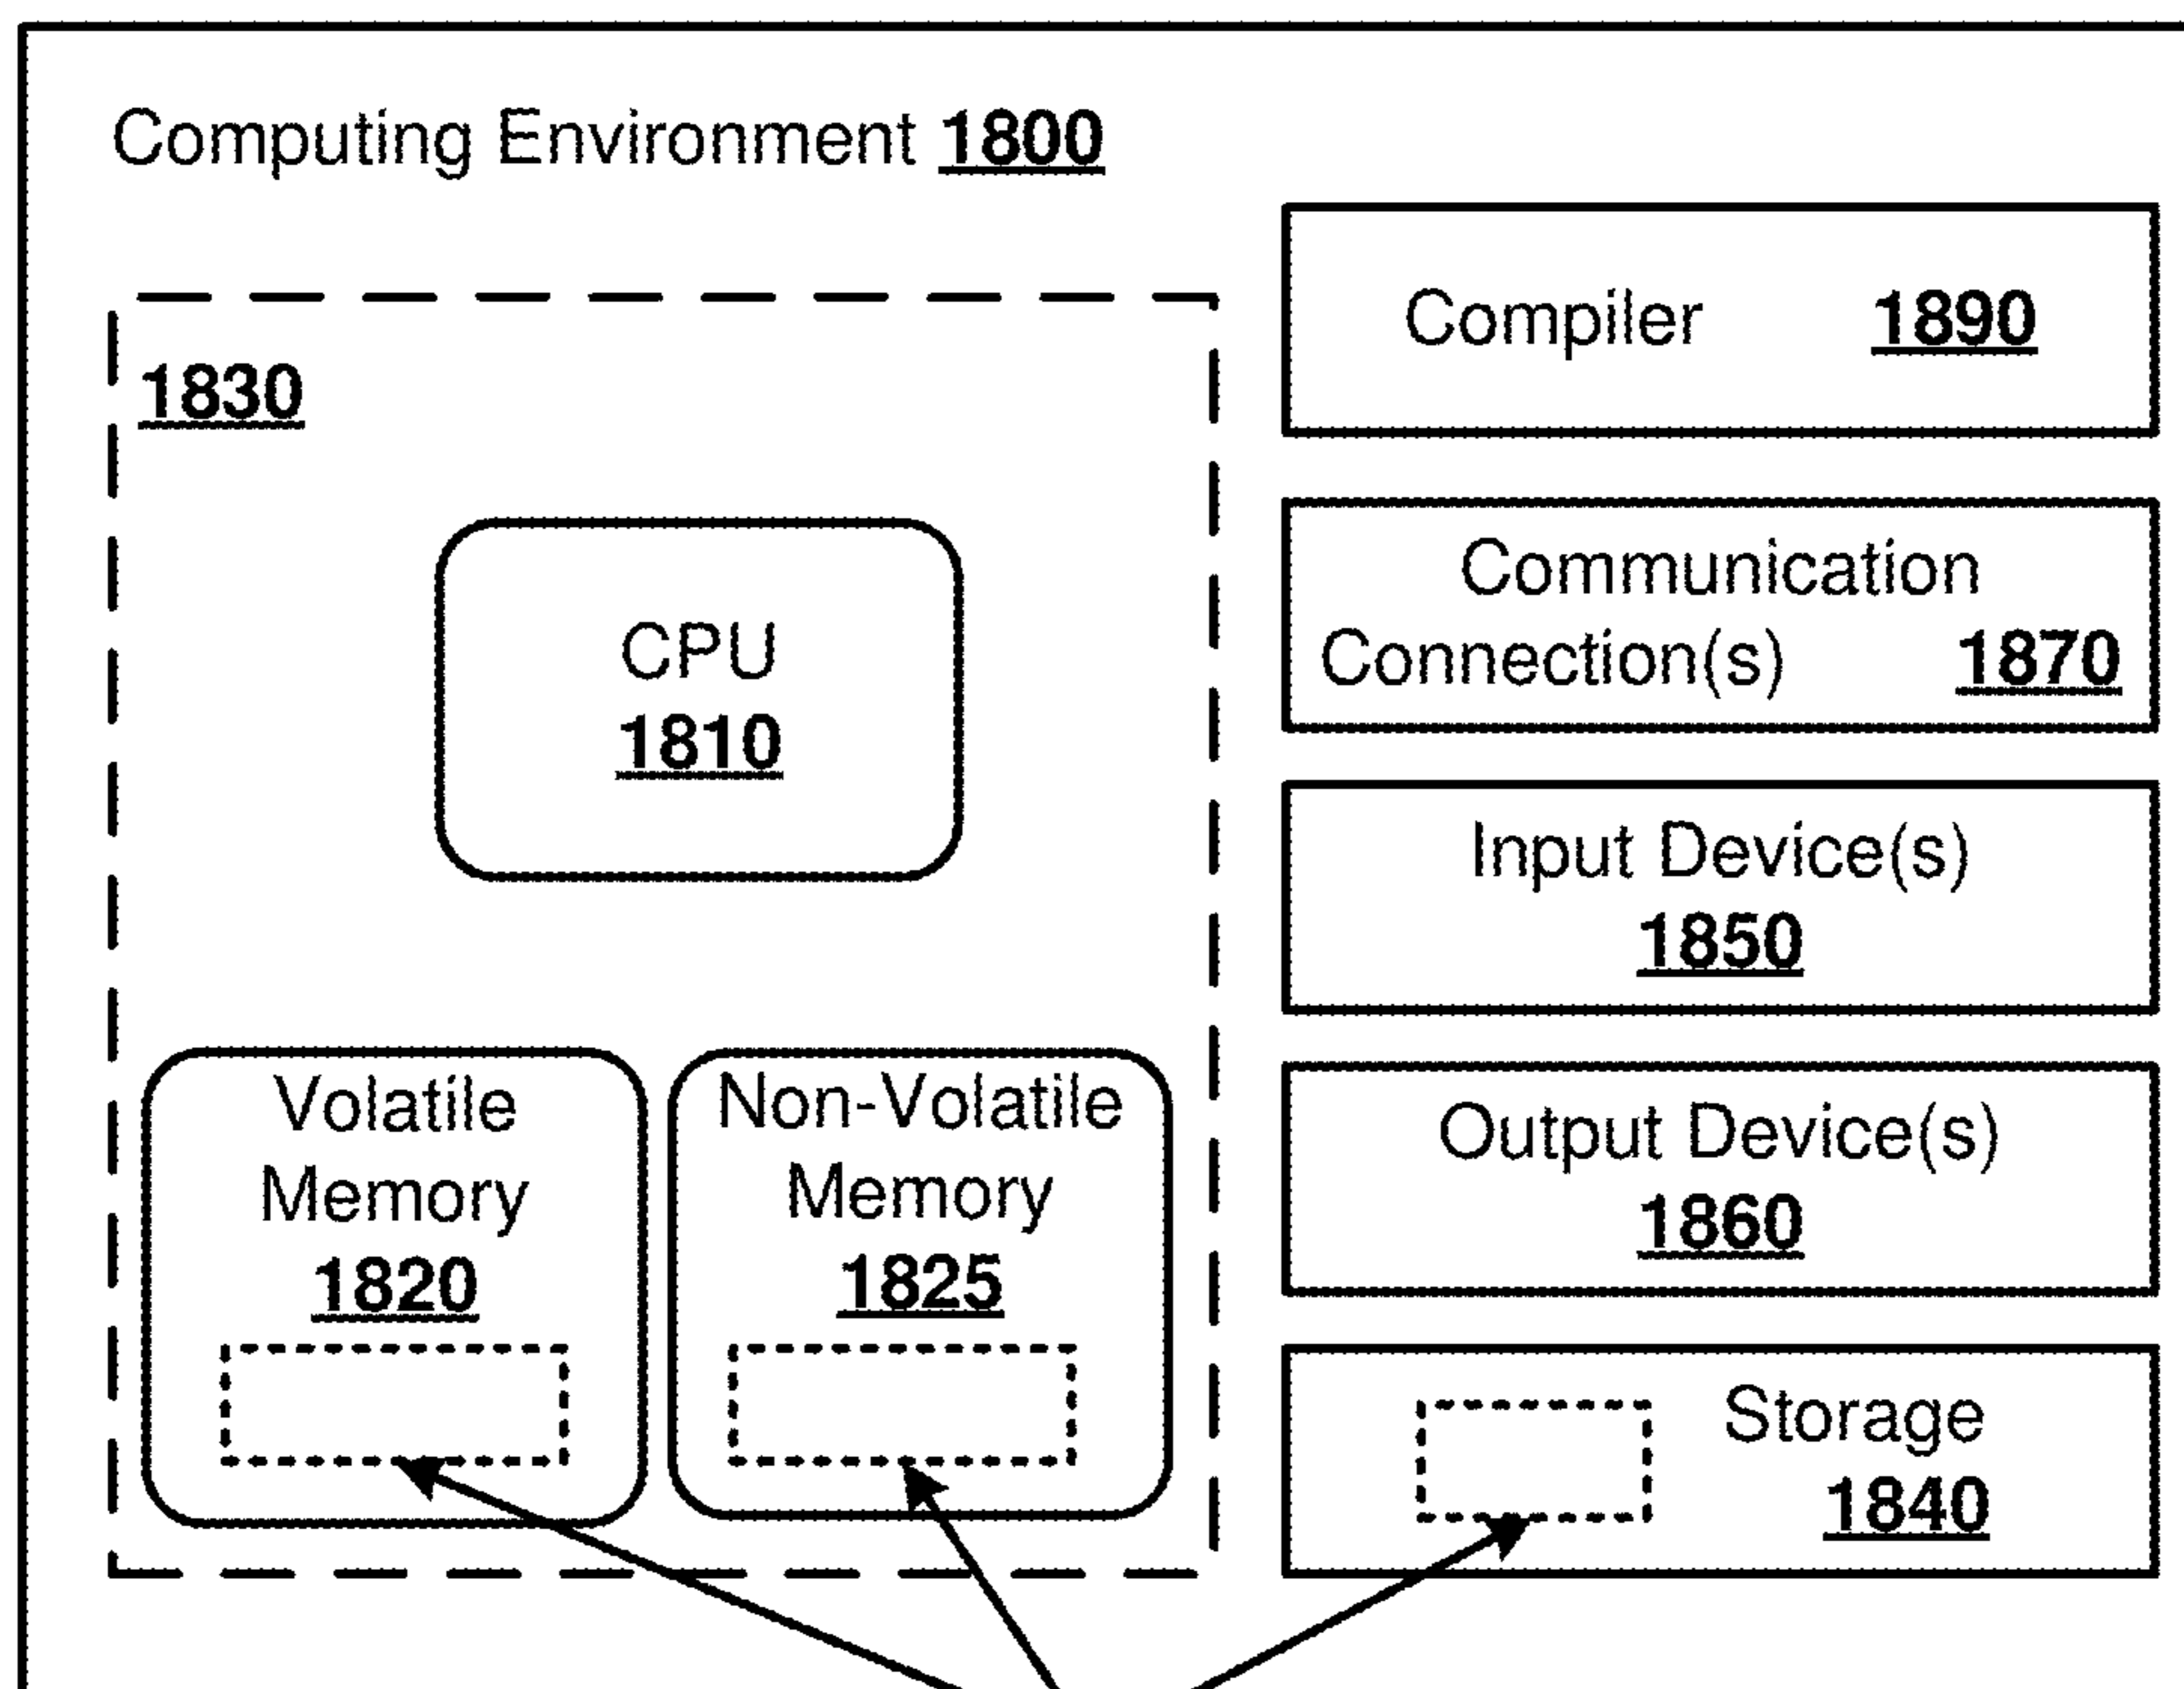 Computing Environment 1800
1830
CPU
1810
Volatile
Memory
1820
Non-Volatile
Memory
1825
Compiler 1890
Communication
Connection(s) 1870
Input Device(s)
1850
Output Device(s)
1860
Storage
1840